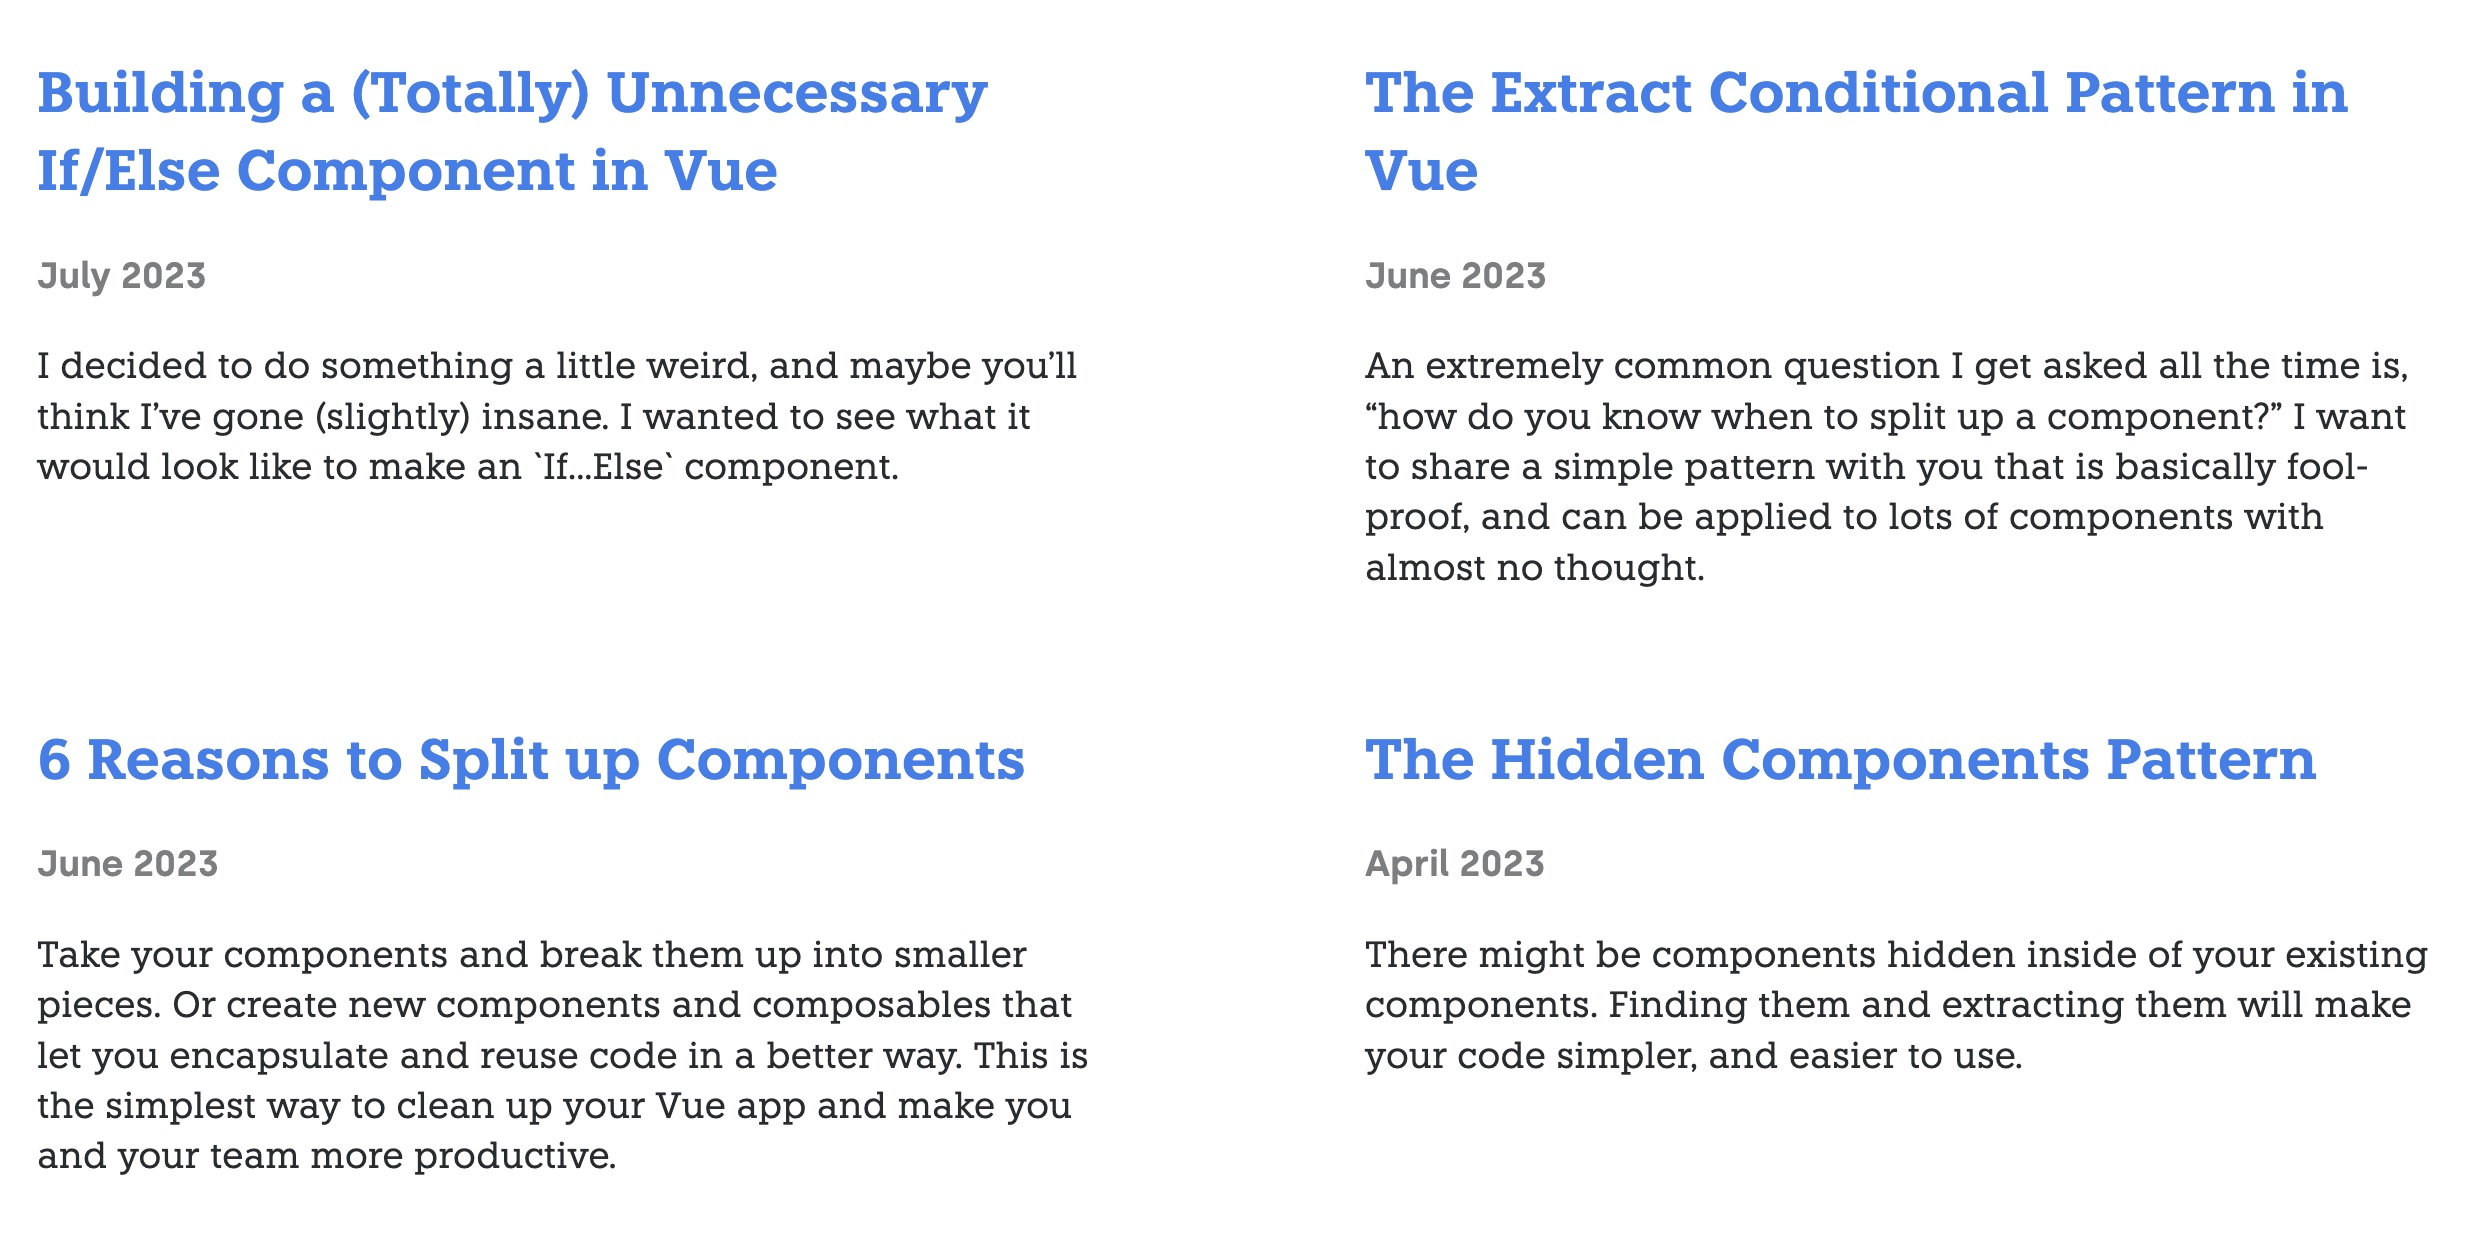 Building a (Totally) Unnecessary
If/Else Component in Vue
July 2023
I decided to do something a little weird, and maybe you’ll
think I’ve gone (slightly) insane. I wanted to see what it
would look like to make an `If...Else` component.
The Extract Conditional Pattern in
Vue
June 2023
An extremely common question I get asked all the time is,
“how do you know when to split up a component?” I want
to share a simple pattern with you that is basically fool-
proof, and can be applied to lots of components with
almost no thought.
6 Reasons to Split up Components
June 2023
Take your components and break them up into smaller
pieces. Or create new components and composables that
let you encapsulate and reuse code in a better way. This is
the simplest way to clean up your Vue app and make you
and your team more productive.
The Hidden Components Pattern
April 2023
There might be components hidden inside of your existing
components. Finding them and extracting them will make
your code simpler, and easier to use.